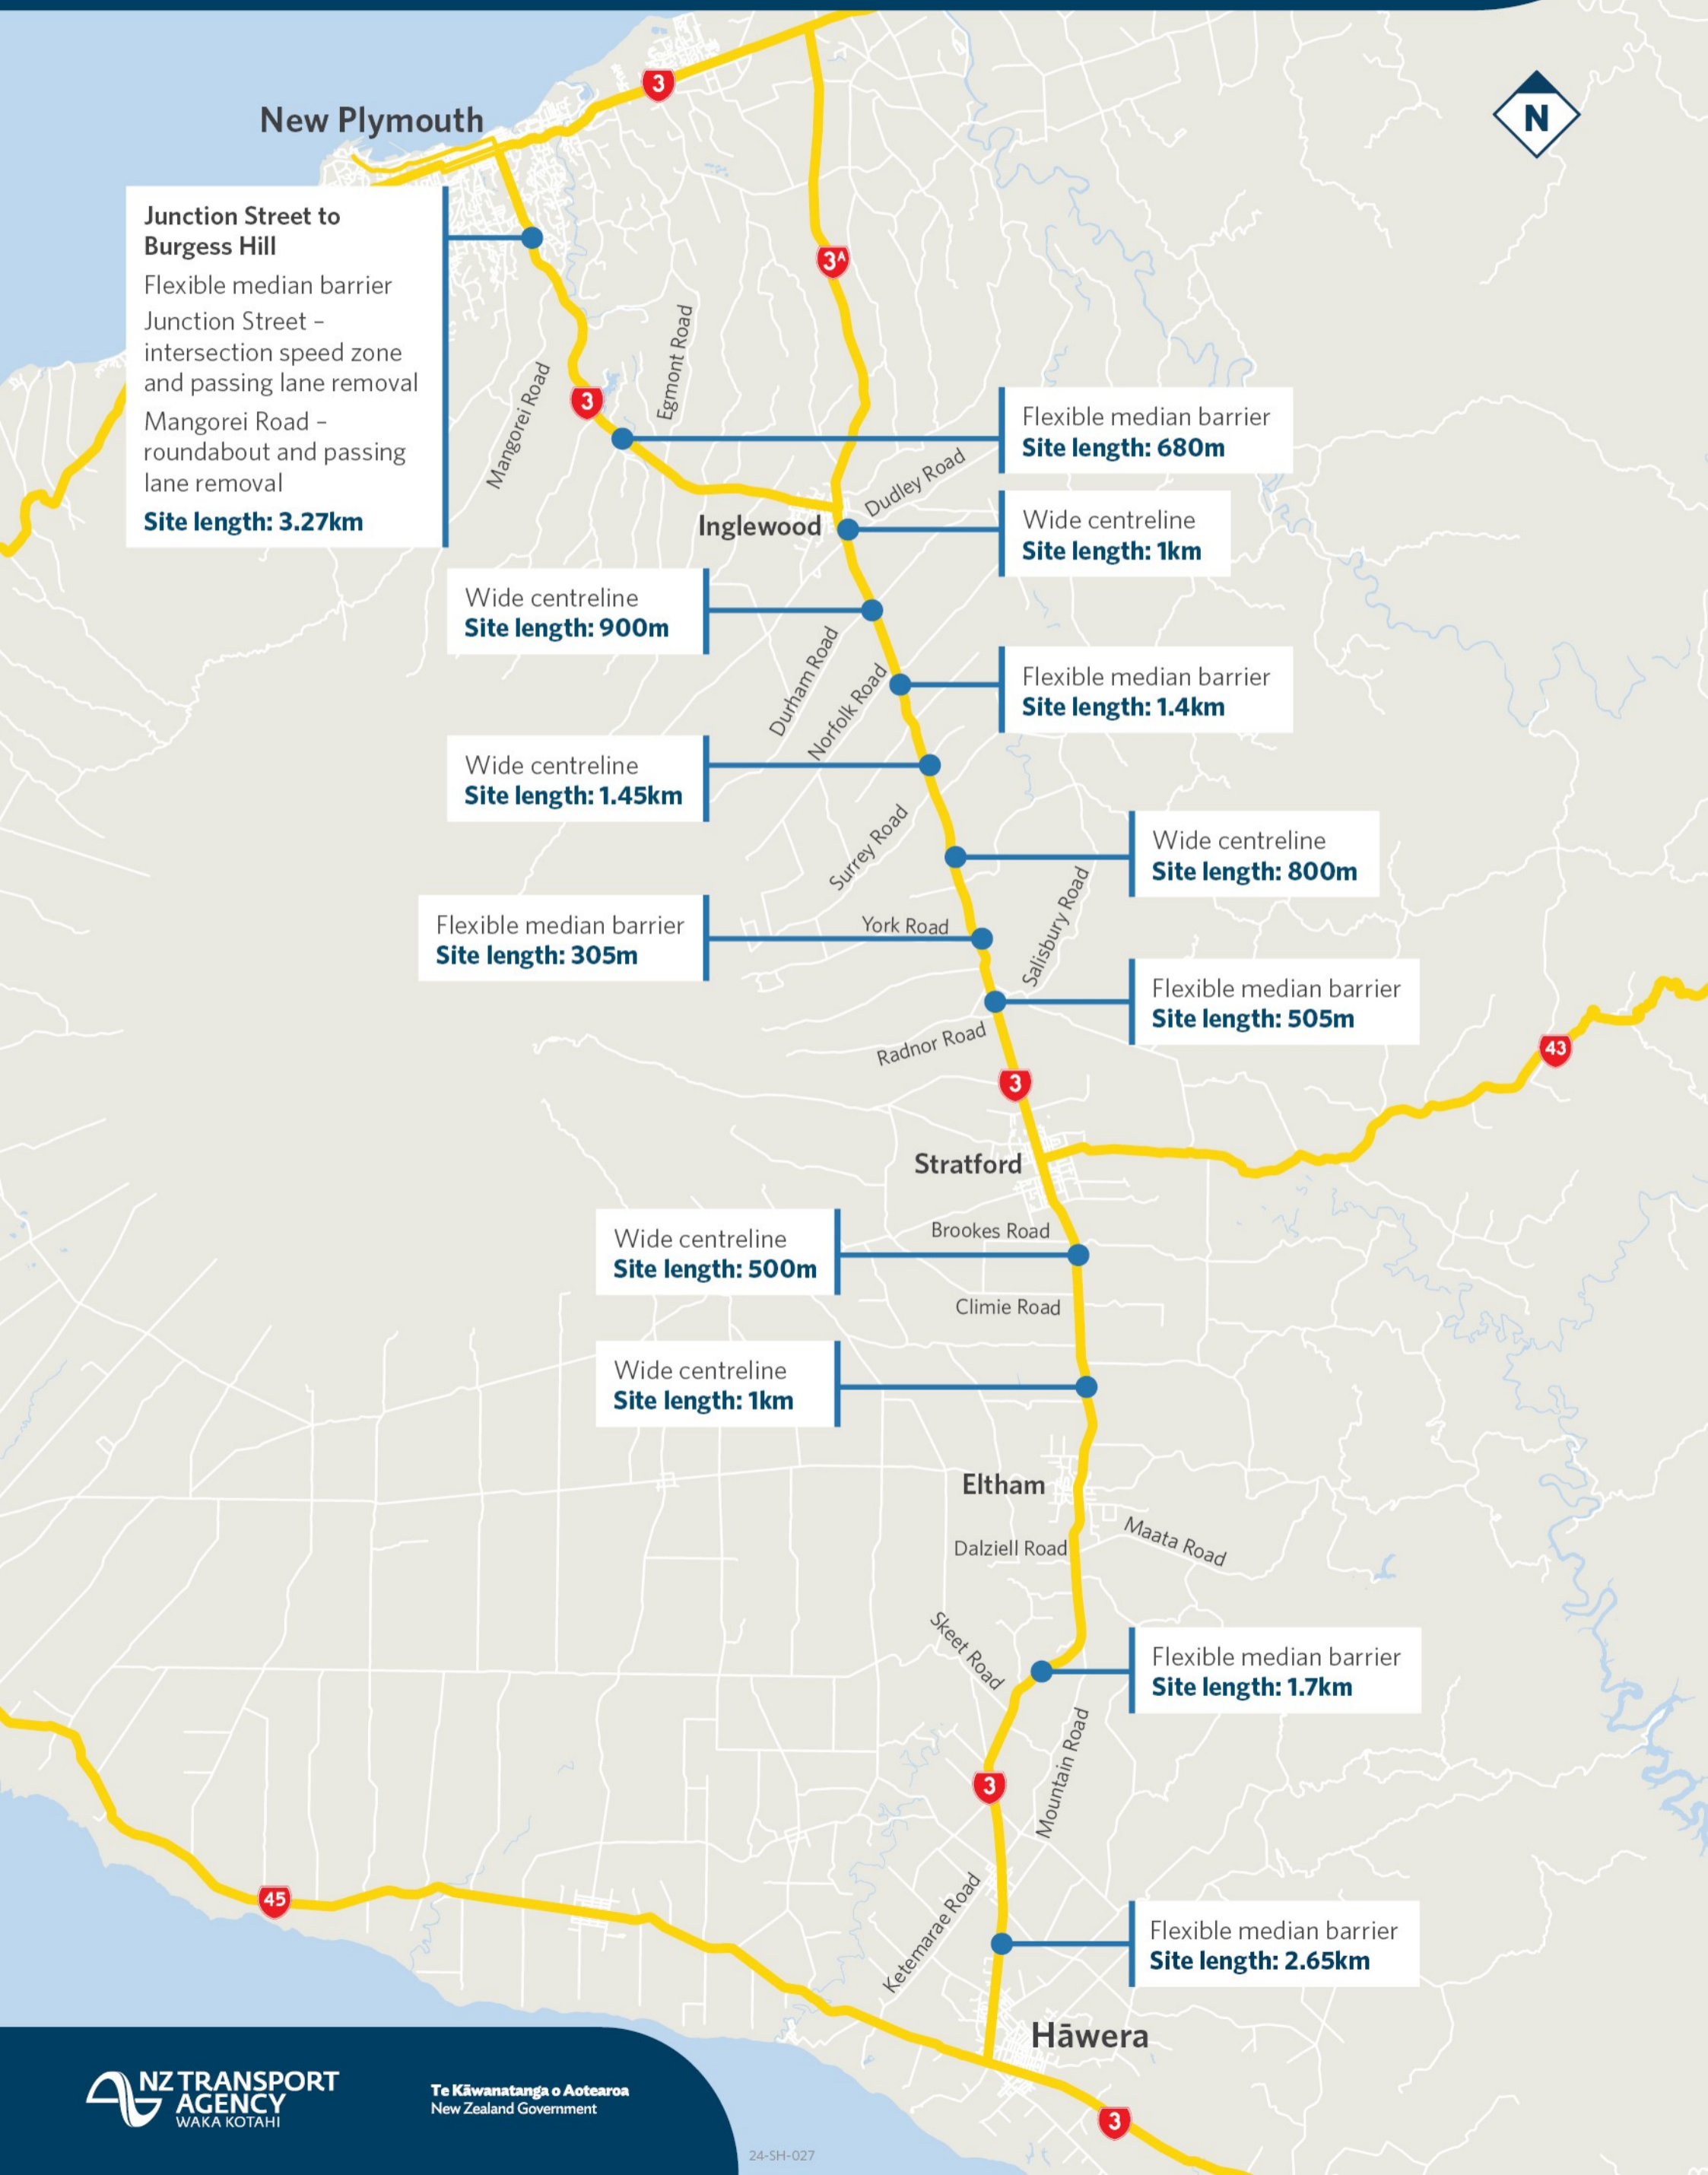 3
New Plymouth
N
Junction Street to
Burgess Hill
Flexible median barrier
Junction Street –
intersection speed zone
and passing lane removal
Mangorei Road –
roundabout and passing
lane removal
Site length: 3.27km
3A
Egmont Road
Mangorei Road
3
Flexible median barrier
Site length: 680m
Dudley Road
Inglewood
Wide centreline
Site length: 1km
Wide centreline
Site length: 900m
Durham Road
Norfolk Road
Flexible median barrier
Site length: 1.4km
Wide centreline
Site length: 1.45km
Surrey Road
Wide centreline
Site length: 800m
Flexible median barrier
Site length: 305m
York Road
Salisbury Road
Flexible median barrier
Site length: 505m
Radnor Road
43
3
Stratford
Brookes Road
Wide centreline
Site length: 500m
Climie Road
Wide centreline
Site length: 1km
Eltham
Maata Road
Dalziell Road
Skeet Road
Flexible median barrier
Site length: 1.7km
Mountain Road
3
45
Ketemarae Road
Flexible median barrier
Site length: 2.65km
Hāwera
3
NZ TRANSPORT
AGENCY
WAKA KOTAHI
Te Kāwanatanga o Aotearoa
New Zealand Government
24-SH-027